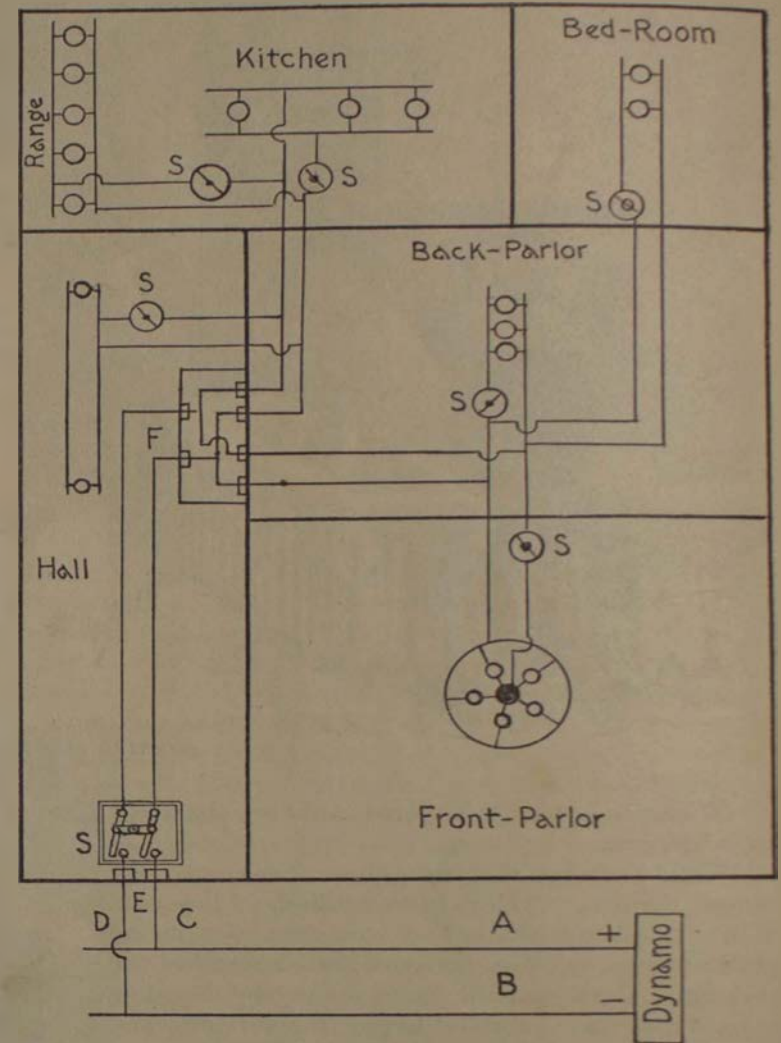 Kitchen
Bed-Room
Range
S
S
S
Back-Parlor
S
S
F
S
Hall
Front-Parlor
S
E
D
C
A
+
B
−
Dynamo